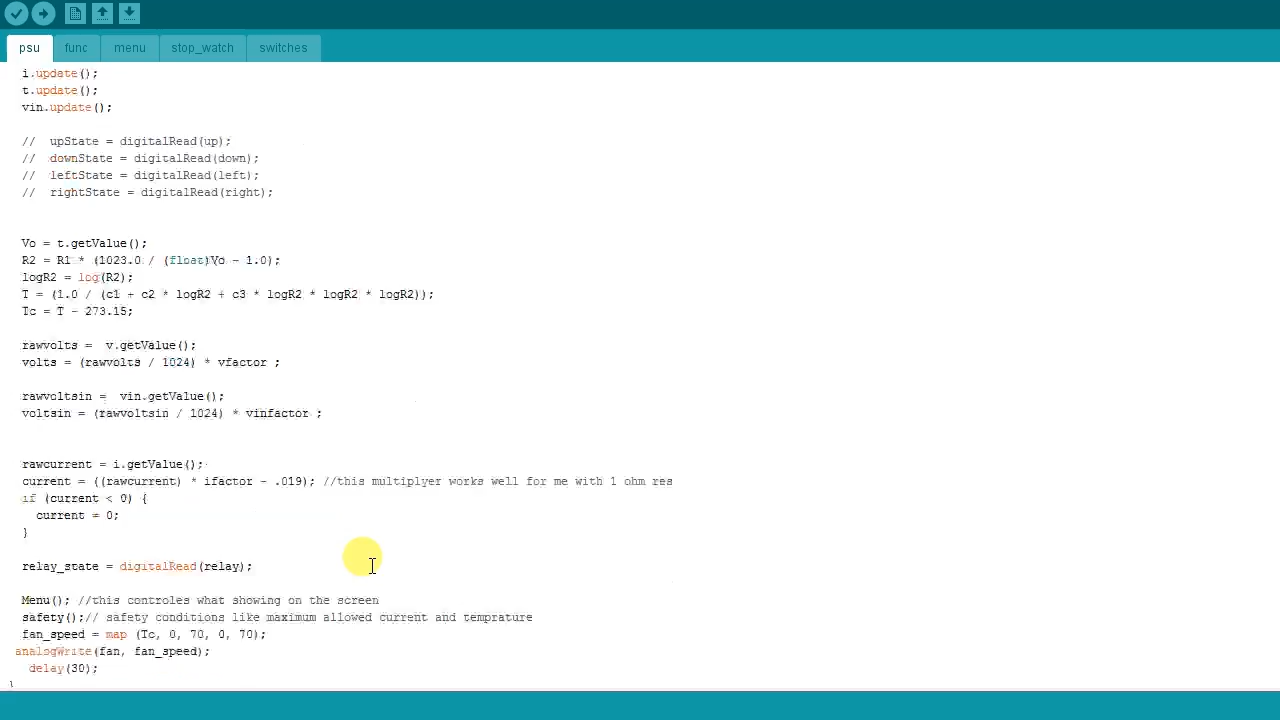 psu func menu stop_watch switches
i.update();
t.update();
vin.update();
//  upState = digitalRead(up);
//  downState = digitalRead(down);
//  leftState = digitalRead(left);
//  rightState = digitalRead(right);
Vo = t.getValue();
R2 = R1 * (1023.0 / (float)Vo - 1.0);
logR2 = log(R2);
T = (1.0 / (c1 + c2 * logR2 + c3 * logR2 * logR2 * logR2));
Tc = T - 273.15;
rawvolts =  v.getValue();
volts = (rawvolts / 1024) * vfactor ;
rawvoltsin =  vin.getValue();
voltsin = (rawvoltsin / 1024) * vinfactor ;
rawcurrent = i.getValue();
current = ((rawcurrent) * ifactor - .019); //this multiplyer works well for me with 1 ohm res
if (current < 0) {
current = 0;
}
relay_state = digitalRead(relay);
Menu(); //this controles what showing on the screen
safety();// safety conditions like maximum allowed current and temprature
fan_speed = map (Tc, 0, 70, 0, 70);
analogWrite(fan, fan_speed);
delay(30);
}